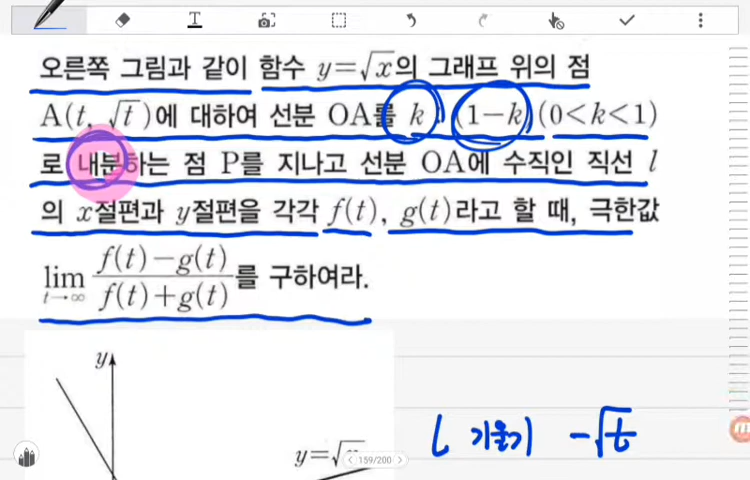 T
오른쪽 그림과 같이 함수 y=√x의 그래프 위의 점
A(t, √t)에 대하여 선분 OA를 k : (1-k)(0<k<1)
로 내분하는 점 P를 지나고 선분 OA에 수직인 직선 l
의 x절편과 y절편을 각각 f(t), g(t)라고 할 때, 극한값
lim t→∞ f(t)-g(t) / f(t)+g(t) 를 구하여라.
y
l 기울기 -√t
y=√x
159/200